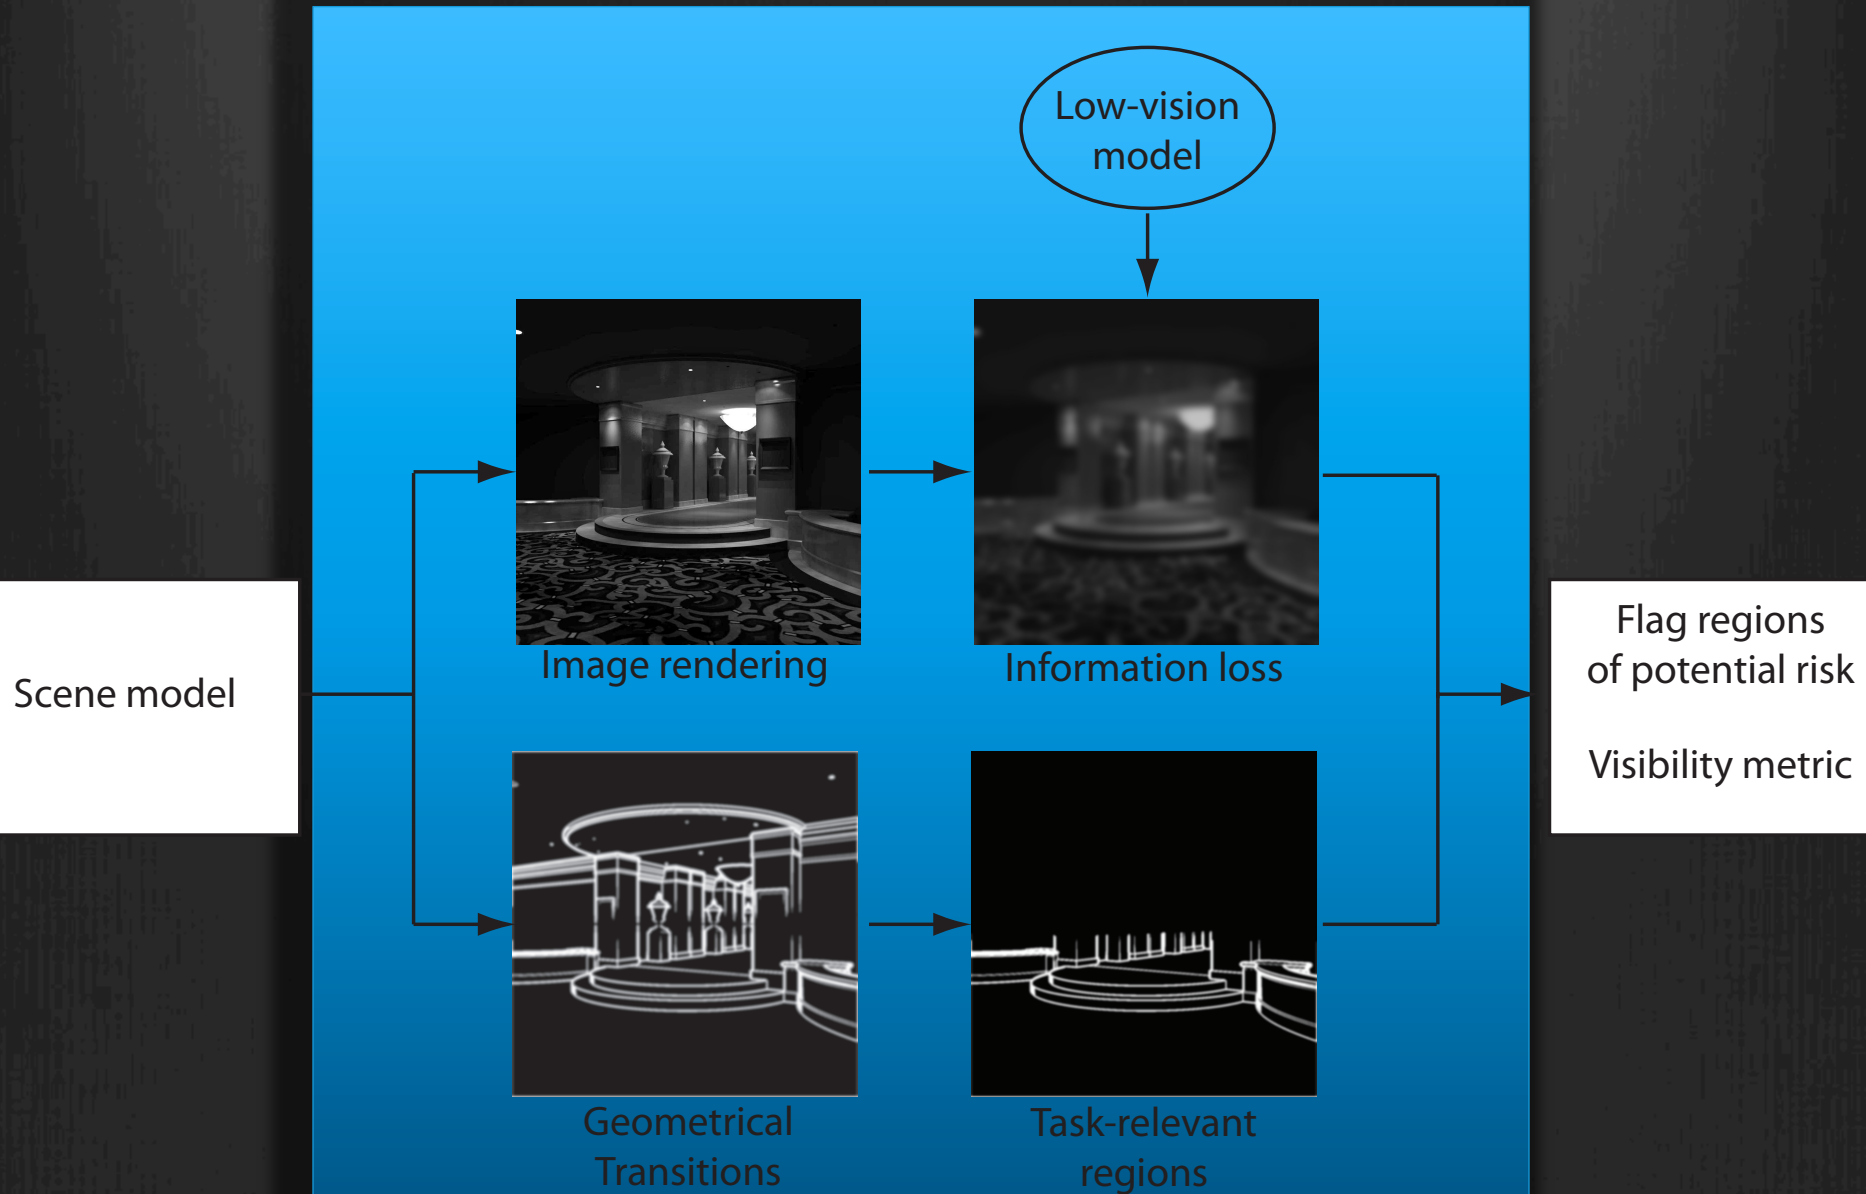 Low-vision
model
Image rendering
Information loss
Scene model
Flag regions
of potential risk
Visibility metric
Geometrical
Transitions
Task-relevant
regions